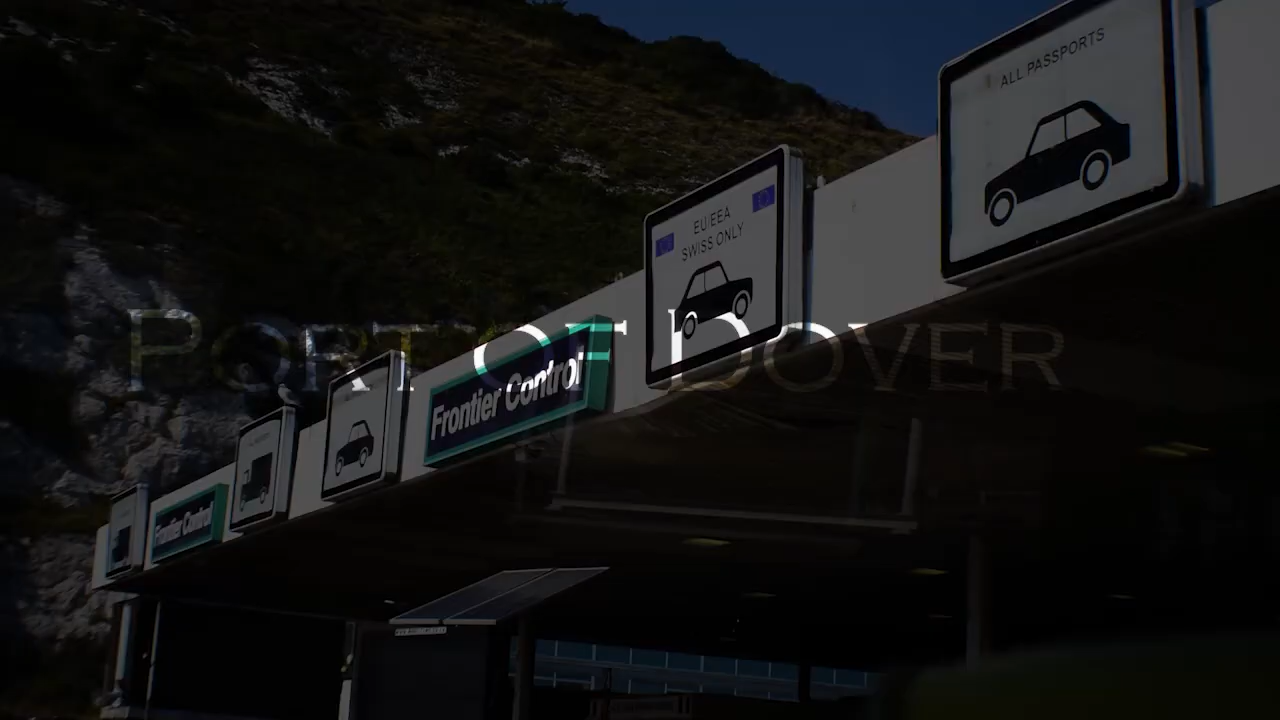 ALL PASSPORTS
EU/EEA
SWISS ONLY
PORT OF DOVER
Frontier Control
Frontier Control